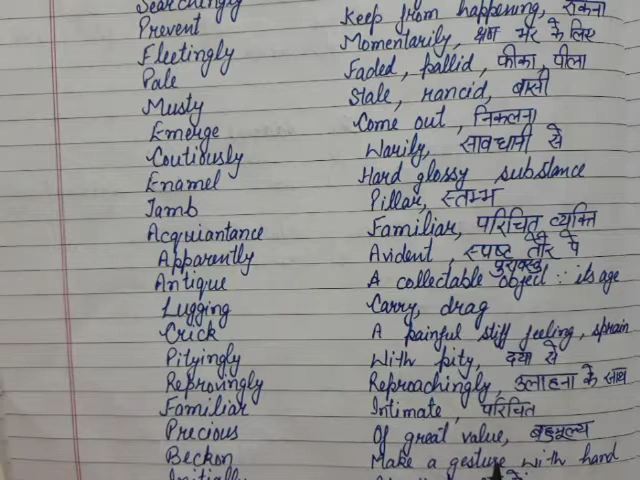 Searchingly
Prevent Keep from happening, रोकना
Fleetingly Momentarily, क्षण भर के लिए
Pale Faded, pallid, फीका, पीला
Musty Stale, rancid, बासी
Emerge Come out, निकलना
Coutiously Warily, सावधानी से
Enamel Hard glossy substance
Jamb Pillar, स्तम्भ
Acquiantance Familiar, परिचित व्यक्ति
Apparently Avident, स्पष्ट तौर पे
Antique A collectable object :: its age
Lugging Carry, drag
Crick A painful stiff feeling, sprain
Pityingly With pity, दया से
Reprovingly Reproachingly, उलाहना के साथ
Familiar Intimate, परिचित
Precious Of great value, बहुमूल्य
Beckon Make a gesture with hand
Initially